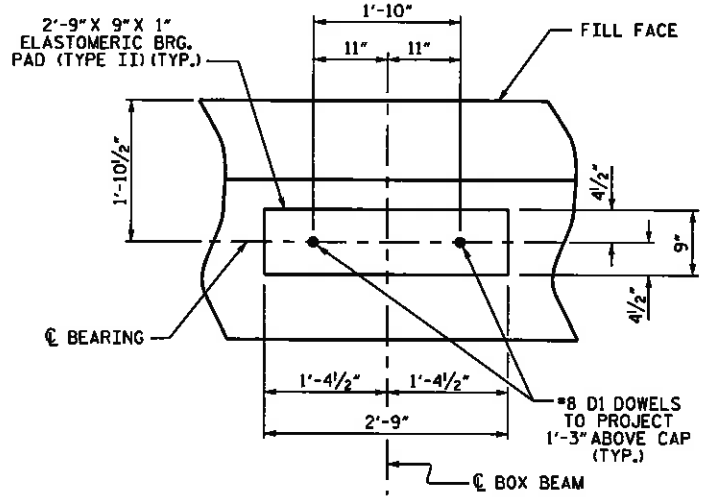 1'-10"
2'-9" X 9" X 1"
ELASTOMERIC BRG.
PAD (TYPE II) (TYP.)
11"
11"
FILL FACE
1'-10½"
4½"
9"
4½"
℄ BEARING
1'-4½"
1'-4½"
2'-9"
#8 D1 DOWELS
TO PROJECT
1'-3" ABOVE CAP
(TYP.)
℄ BOX BEAM